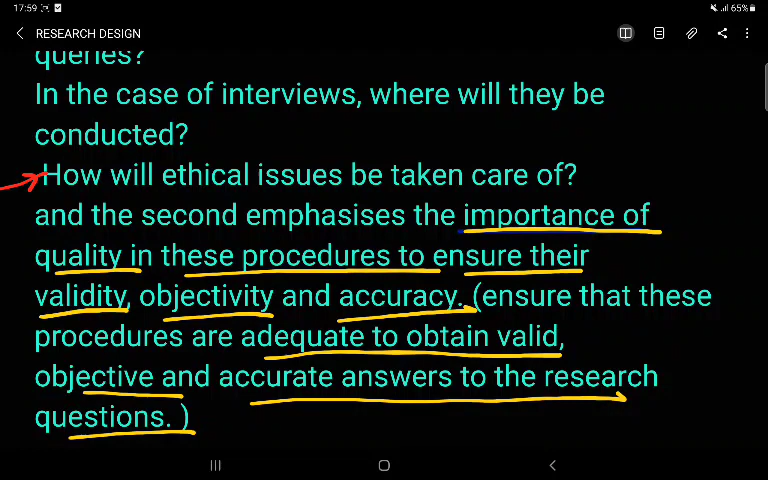 17:59
65%
RESEARCH DESIGN
queries?
In the case of interviews, where will they be
conducted?
How will ethical issues be taken care of?
and the second emphasises the importance of
quality in these procedures to ensure their
validity, objectivity and accuracy. (ensure that these
procedures are adequate to obtain valid,
objective and accurate answers to the research
questions. )